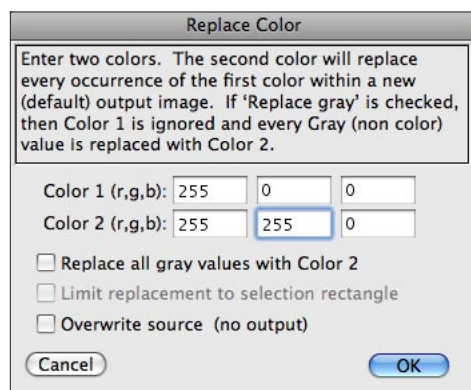 Replace Color
Enter two colors. The second color will replace
every occurrence of the first color within a new
(default) output image. If 'Replace gray' is checked,
then Color 1 is ignored and every Gray (non color)
value is replaced with Color 2.
Color 1 (r,g,b): 255 0 0
Color 2 (r,g,b): 255 255 0
Replace all gray values with Color 2
Limit replacement to selection rectangle
Overwrite source (no output)
Cancel OK